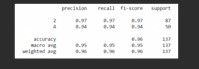 precision recall f1-score support
2 0.97 0.97 0.97 87
4 0.94 0.94 0.94 50
accuracy 0.96 137
macro avg 0.95 0.95 0.95 137
weighted avg 0.96 0.96 0.96 137